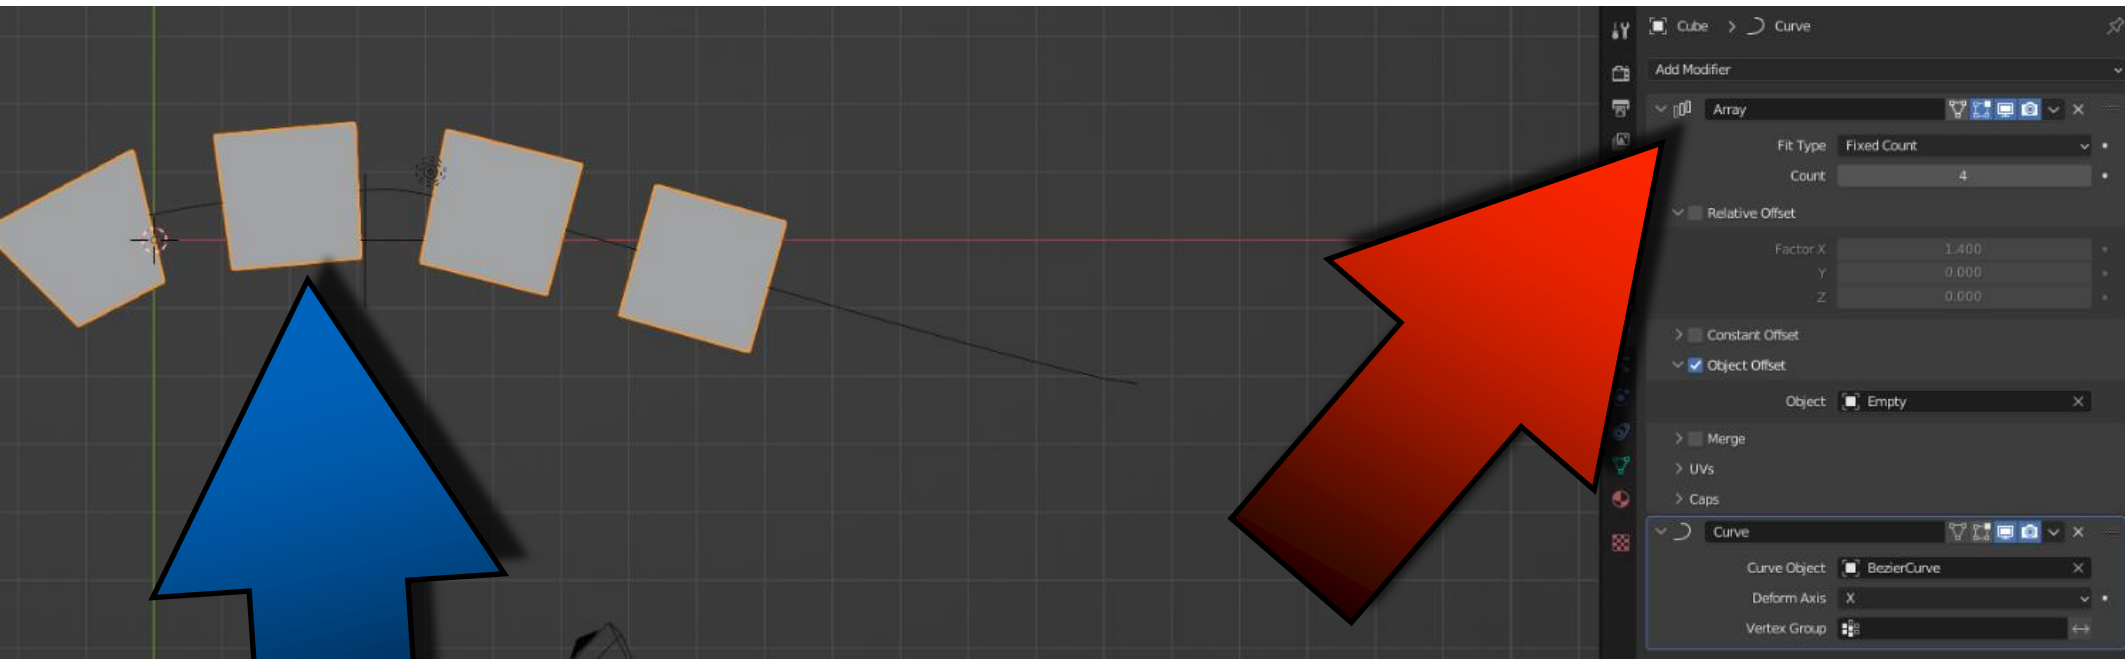 Cube > Curve
Add Modifier
Array
Fit Type Fixed Count
Count 4
Relative Offset
Factor X 1.400
Y 0.000
Z 0.000
Constant Offset
Object Offset
Object Empty
Merge
UVs
Caps
Curve
Curve Object BezierCurve
Deform Axis X
Vertex Group